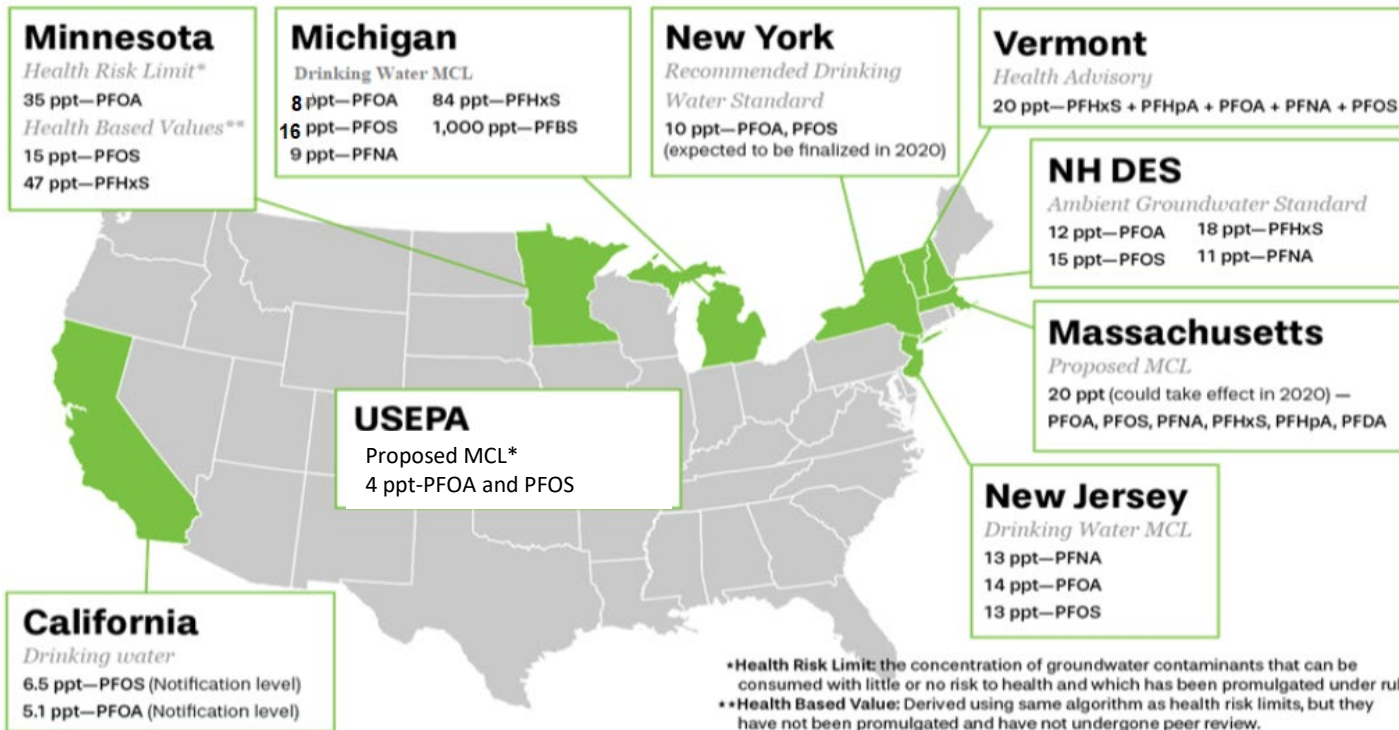 Minnesota
Health Risk Limit*
35 ppt—PFOA
Health Based Values**
15 ppt—PFOS
47 ppt—PFHxS
Michigan
Drinking Water MCL
8 ppt—PFOA 84 ppt—PFHxS
16 ppt—PFOS 1,000 ppt—PFBS
9 ppt—PFNA
New York
Recommended Drinking
Water Standard
10 ppt—PFOA, PFOS
(expected to be finalized in 2020)
Vermont
Health Advisory
20 ppt—PFHxS + PFHpA + PFOA + PFNA + PFOS
NH DES
Ambient Groundwater Standard
12 ppt—PFOA 18 ppt—PFHxS
15 ppt—PFOS 11 ppt—PFNA
Massachusetts
Proposed MCL
20 ppt (could take effect in 2020) —
PFOA, PFOS, PFNA, PFHxS, PFHpA, PFDA
USEPA
Proposed MCL*
4 ppt-PFOA and PFOS
New Jersey
Drinking Water MCL
13 ppt—PFNA
14 ppt—PFOA
13 ppt—PFOS
California
Drinking water
6.5 ppt—PFOS (Notification level)
5.1 ppt—PFOA (Notification level)
*Health Risk Limit: the concentration of groundwater contaminants that can be
consumed with little or no risk to health and which has been promulgated under
**Health Based Value: Derived using same algorithm as health risk limits, but they
have not been promulgated and have not undergone peer review.